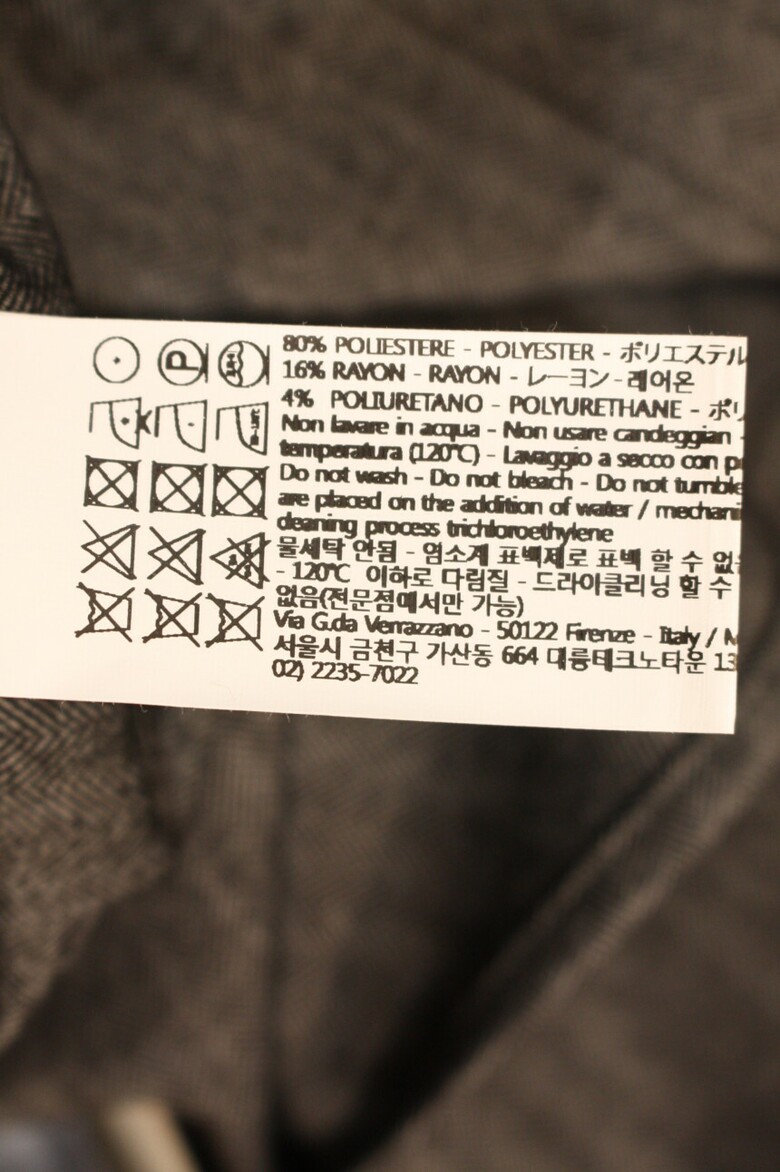 80% POLIESTERE - POLYESTER - ポリエステル
16% RAYON - RAYON - レーヨン - 레이온
4% POLIURETANO - POLYURETHANE - ポリ
Non lavare in acqua - Non usare candeggian -
temperatura (120°C) - Lavaggio a secco con p
Do not wash - Do not bleach - Do not tumble
are placed on the addition of water / mechani
cleaning process trichloroethylene
물세탁 안됨 - 염소계 표백제로 표백 할 수 없
- 120°C 이하로 다림질 - 드라이클리닝 할 수
없음(전문점에서만 가능)
Via G.da Verrazzano - 50122 Firenze - Italy / M
서울시 금천구 가산동 664 대륭테크노타운 13
02) 2235-7022
P